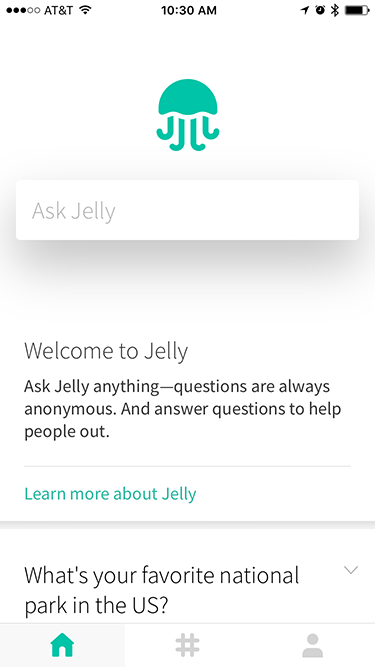 AT&T 10:30 AM
Ask Jelly
Welcome to Jelly
Ask Jelly anything—questions are always
anonymous. And answer questions to help
people out.
Learn more about Jelly
What's your favorite national
park in the US?